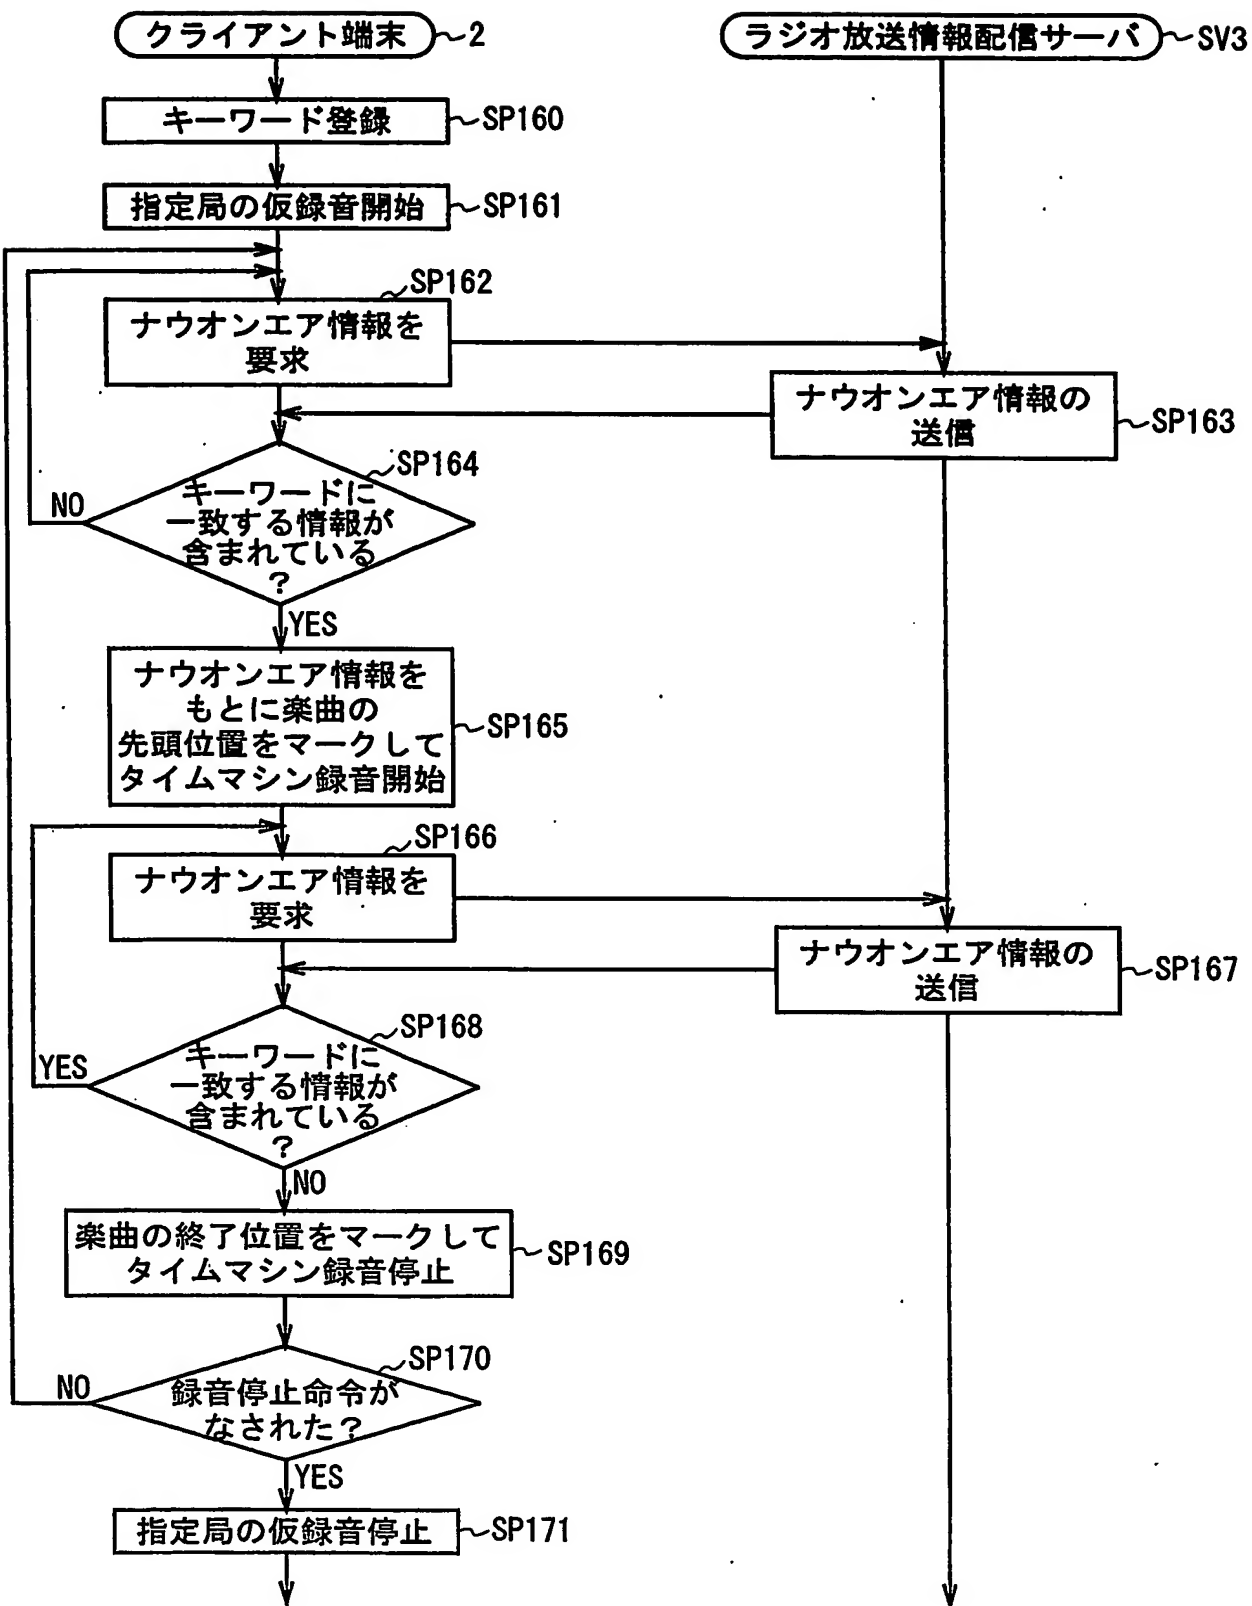 クライアント端末
2
ラジオ放送情報配信サーバ
SV3
キーワード登録
SP160
指定局の仮録音開始
SP161
SP162
ナウオンエア情報を
要求
ナウオンエア情報の
送信
SP163
SP164
キーワードに
一致する情報が
含まれている
?
NO
YES
ナウオンエア情報を
もとに楽曲の
先頭位置をマークして
タイムマシン録音開始
SP165
SP166
ナウオンエア情報を
要求
ナウオンエア情報の
送信
SP167
SP168
キーワードに
一致する情報が
含まれている
?
YES
NO
楽曲の終了位置をマークして
タイムマシン録音停止
SP169
SP170
録音停止命令が
なされた?
NO
YES
指定局の仮録音停止
SP171